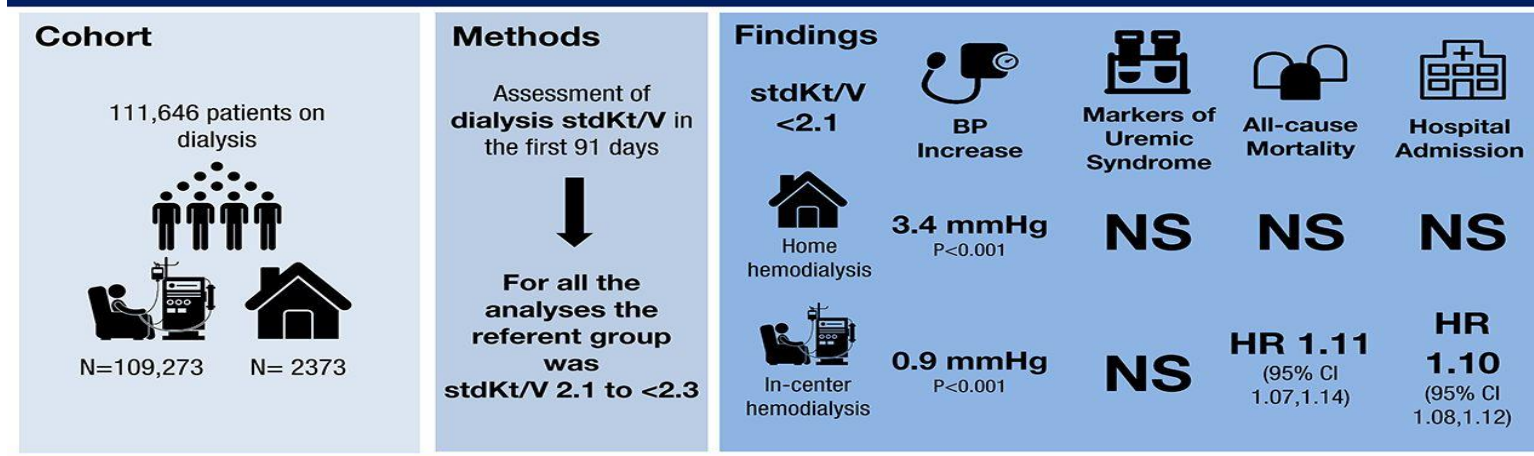 Cohort
111,646 patients on
dialysis
N=109,273
N= 2373
Methods
Assessment of
dialysis stdKt/V in
the first 91 days
For all the
analyses the
referent group
was
stdKt/V 2.1 to <2.3
Findings
stdKt/V
<2.1
BP
Increase
Markers of
Uremic
Syndrome
All-cause
Mortality
Hospital
Admission
Home
hemodialysis
3.4 mmHg
P<0.001
NS
NS
NS
In-center
hemodialysis
0.9 mmHg
P<0.001
NS
HR 1.11
(95% CI
1.07,1.14)
HR
1.10
(95% CI
1.08,1.12)